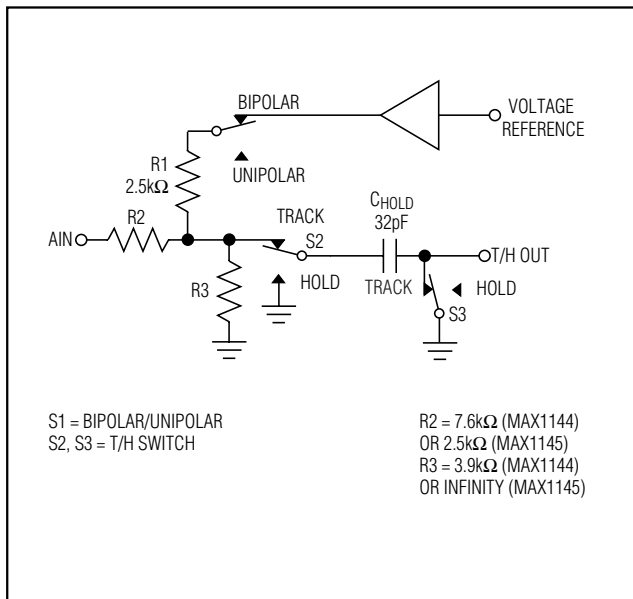 BIPOLAR
VOLTAGE
REFERENCE
R1
2.5kΩ
UNIPOLAR
R2
AIN
TRACK
S2
CHOLD
32pF
T/H OUT
R3
HOLD
TRACK
HOLD
S3
S1 = BIPOLAR/UNIPOLAR
S2, S3 = T/H SWITCH
R2 = 7.6kΩ (MAX1144)
OR 2.5kΩ (MAX1145)
R3 = 3.9kΩ (MAX1144)
OR INFINITY (MAX1145)